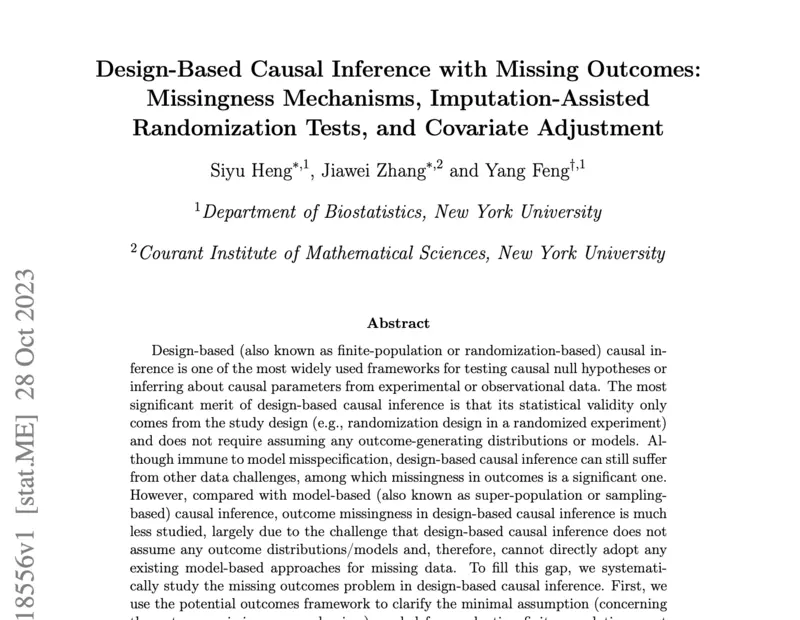 Design-Based Causal Inference with Missing Outcomes:
Missingness Mechanisms, Imputation-Assisted
Randomization Tests, and Covariate Adjustment
Siyu Heng*,1, Jiawei Zhang*,2 and Yang Feng†,1
1Department of Biostatistics, New York University
2Courant Institute of Mathematical Sciences, New York University
18556v1 [stat.ME] 28 Oct 2023
Abstract
Design-based (also known as finite-population or randomization-based) causal in-
ference is one of the most widely used frameworks for testing causal null hypotheses or
inferring about causal parameters from experimental or observational data. The most
significant merit of design-based causal inference is that its statistical validity only
comes from the study design (e.g., randomization design in a randomized experiment)
and does not require assuming any outcome-generating distributions or models. Al-
though immune to model misspecification, design-based causal inference can still suffer
from other data challenges, among which missingness in outcomes is a significant one.
However, compared with model-based (also known as super-population or sampling-
based) causal inference, outcome missingness in design-based causal inference is much
less studied, largely due to the challenge that design-based causal inference does not
assume any outcome distributions/models and, therefore, cannot directly adopt any
existing model-based approaches for missing data. To fill this gap, we systemati-
cally study the missing outcomes problem in design-based causal inference. First, we
use the potential outcomes framework to clarify the minimal assumption (concerning